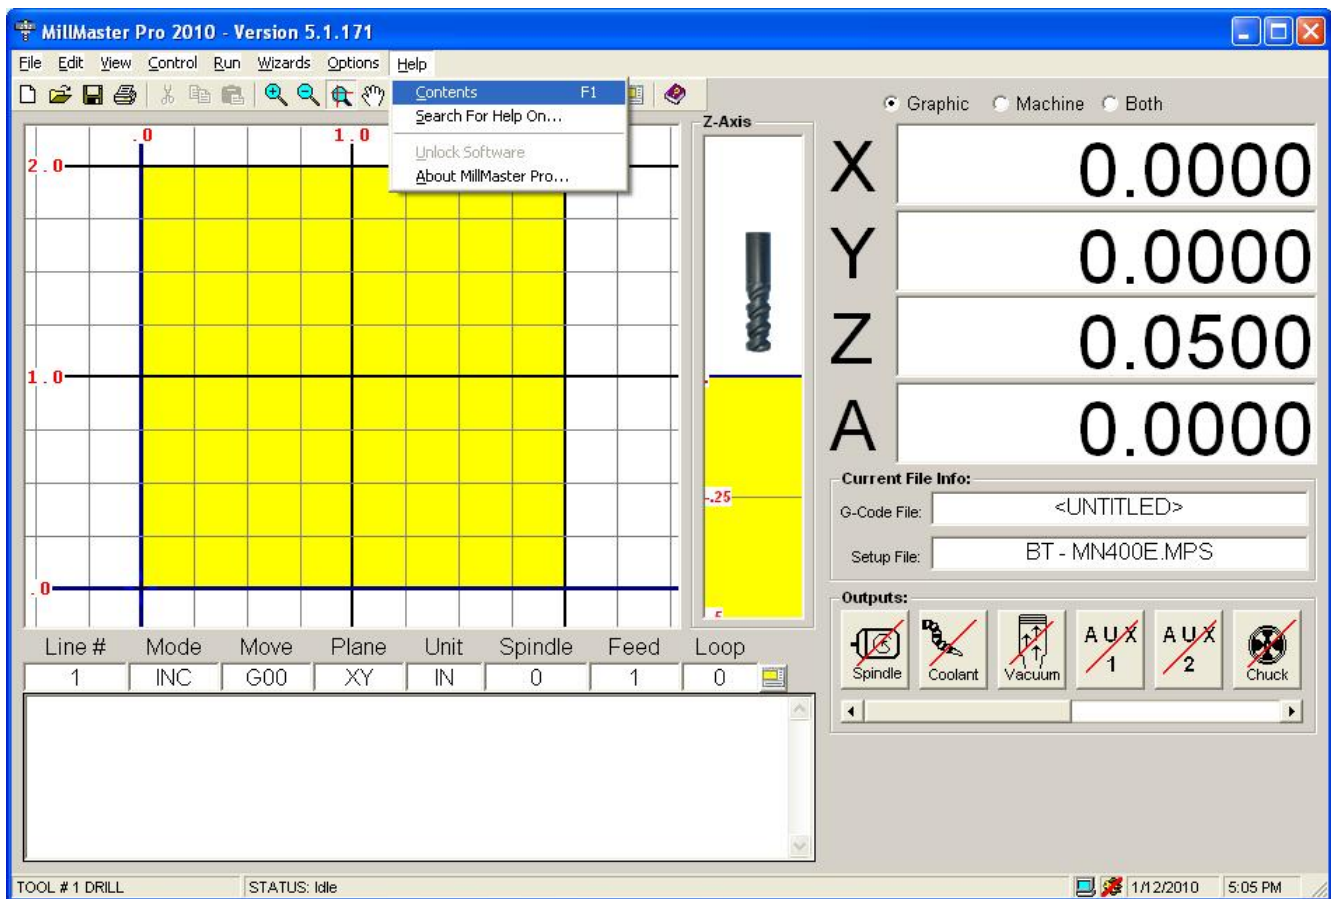 MillMaster Pro 2010 - Version 5.1.171
File Edit View Control Run Wizards Options Help
Contents F1
Search For Help On...
Unlock Software
About MillMaster Pro...
Graphic Machine Both
.0 1.0
2.0
1.0
.0
Z-Axis
-.25
X 0.0000
Y 0.0000
Z 0.0500
A 0.0000
Current File Info:
G-Code File: <UNTITLED>
Setup File: BT - MN400E.MPS
Outputs:
Spindle Coolant Vacuum AUX 1 AUX 2 Chuck
Line # Mode Move Plane Unit Spindle Feed Loop
1 INC G00 XY IN 0 1 0
TOOL # 1 DRILL STATUS: Idle 1/12/2010 5:05 PM